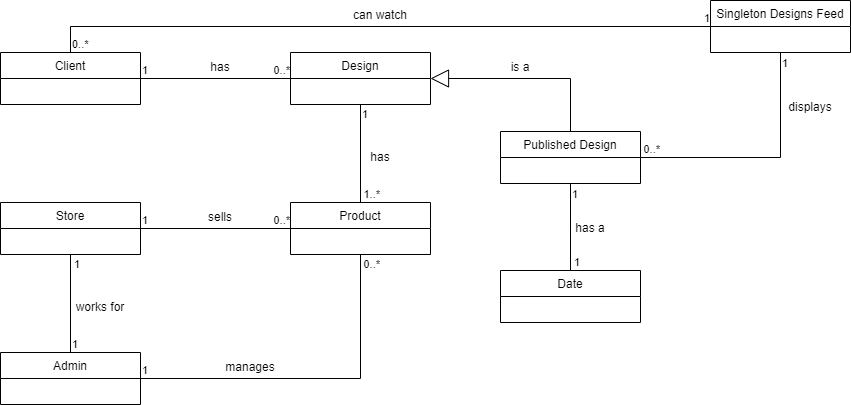 can watch
1
Singleton Designs Feed
0..*
Client
1
has
0..*
Design
is a
1
displays
1
has
1..*
Published Design
0..*
1
has a
1
Date
Store
1
sells
0..*
Product
1
0..*
works for
1
Admin
1
manages